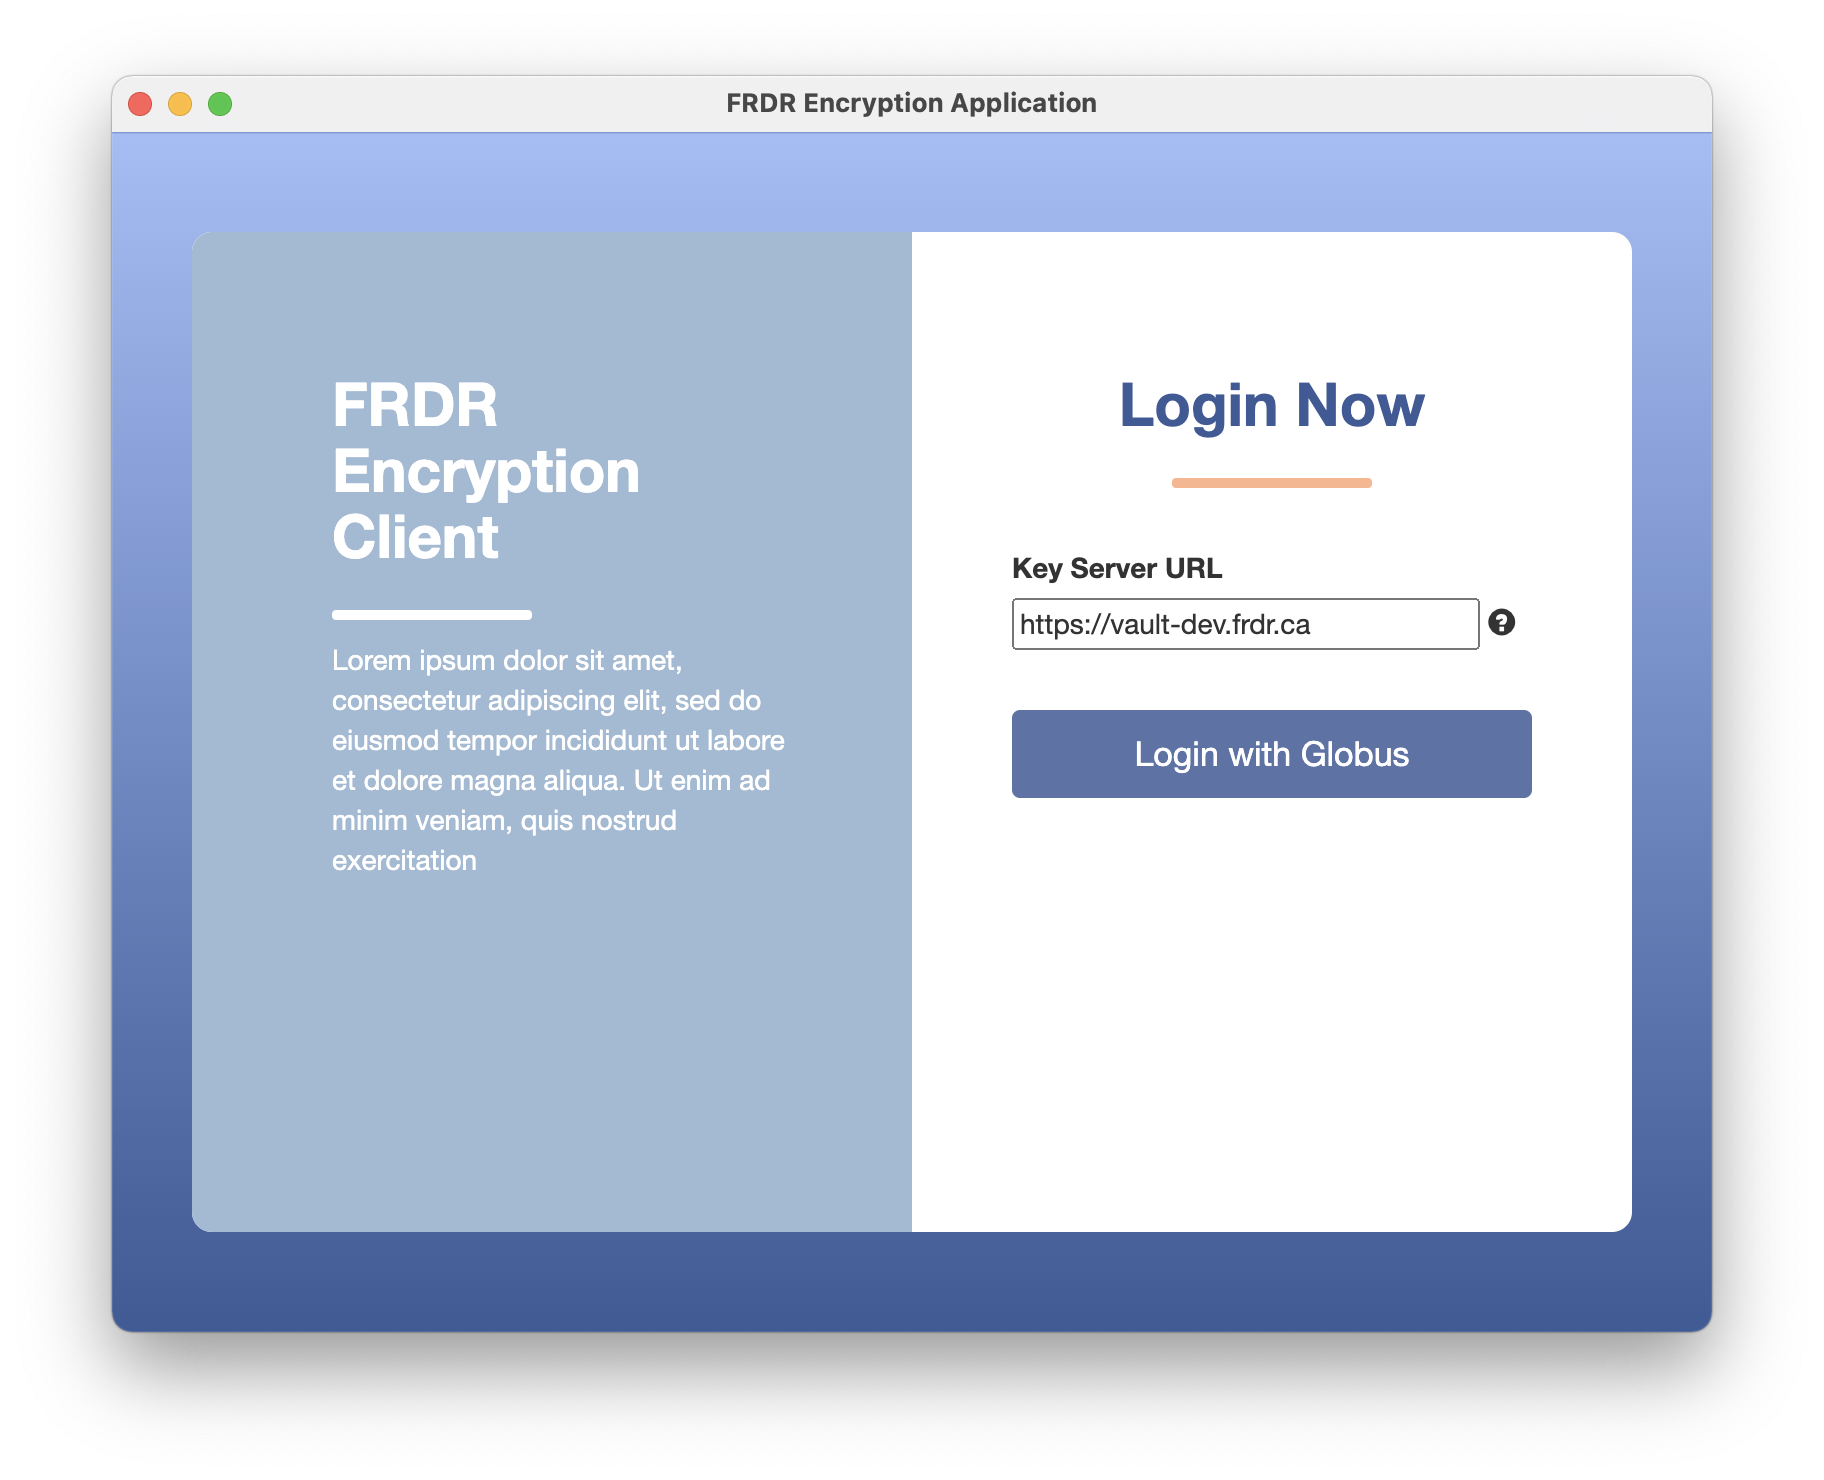 FRDR Encryption Application
FRDR
Encryption
Client
Lorem ipsum dolor sit amet,
consectetur adipiscing elit, sed do
eiusmod tempor incididunt ut labore
et dolore magna aliqua. Ut enim ad
minim veniam, quis nostrud
exercitation
Login Now
Key Server URL
https://vault-dev.frdr.ca
?
Login with Globus